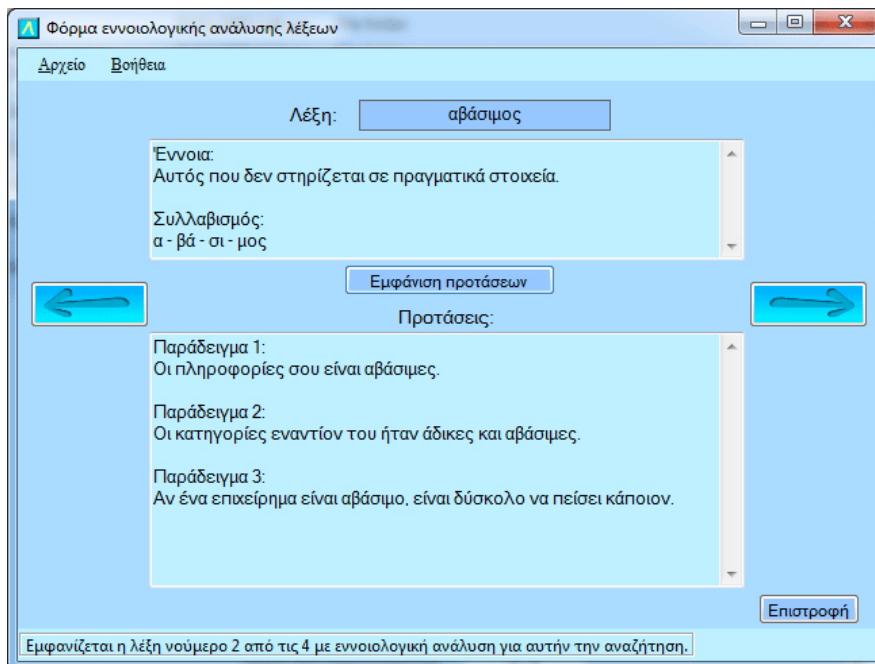 Φόρμα εννοιολογικής ανάλυσης λέξεων
Αρχείο Βοήθεια
Λέξη: αβάσιμος
Έννοια:
Αυτός που δεν στηρίζεται σε πραγματικά στοιχεία.
Συλλαβισμός:
α - βά - σι - μος
Εμφάνιση προτάσεων
Προτάσεις:
Παράδειγμα 1:
Οι πληροφορίες σου είναι αβάσιμες.
Παράδειγμα 2:
Οι κατηγορίες εναντίον του ήταν άδικες και αβάσιμες.
Παράδειγμα 3:
Αν ένα επιχείρημα είναι αβάσιμο, είναι δύσκολο να πείσει κάποιον.
Επιστροφή
Εμφανίζεται η λέξη νούμερο 2 από τις 4 με εννοιολογική ανάλυση για αυτήν την αναζήτηση.